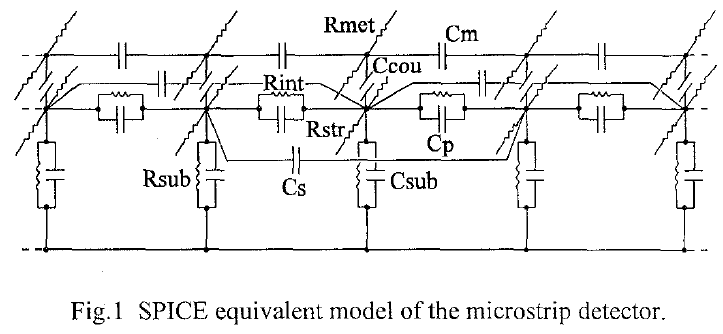 Rmet
Cm
Ccou
Rint
Rstr
Cp
Rsub
Cs
Csub
Fig.1 SPICE equivalent model of the microstrip detector.